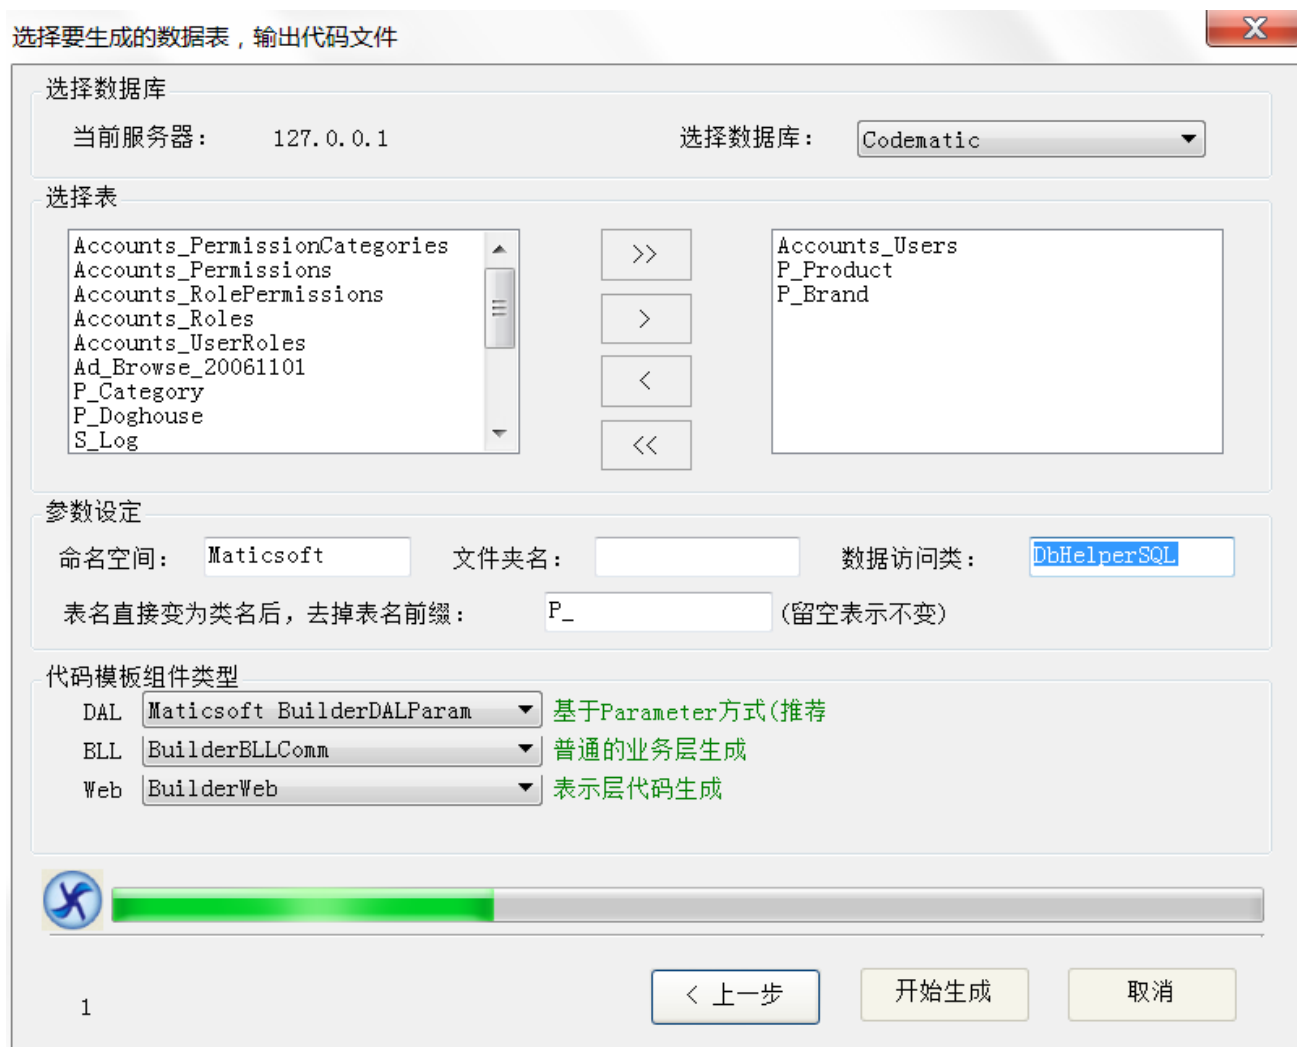 选择要生成的数据表，输出代码文件
选择数据库
当前服务器： 127.0.0.1 选择数据库： Codematic
选择表
Accounts_PermissionCategories
Accounts_Permissions
Accounts_RolePermissions
Accounts_Roles
Accounts_UserRoles
Ad_Browse_20061101
P_Category
P_Doghouse
S_Log
>>
>
<
<<
Accounts_Users
P_Product
P_Brand
参数设定
命名空间： Maticsoft 文件夹名： 数据访问类： DbHelperSQL
表名直接变为类名后，去掉表名前缀： P_ (留空表示不变)
代码模板组件类型
DAL Maticsoft BuilderDALParam 基于Parameter方式(推荐
BLL BuilderBLLComm 普通的业务层生成
Web BuilderWeb 表示层代码生成
1 < 上一步 开始生成 取消